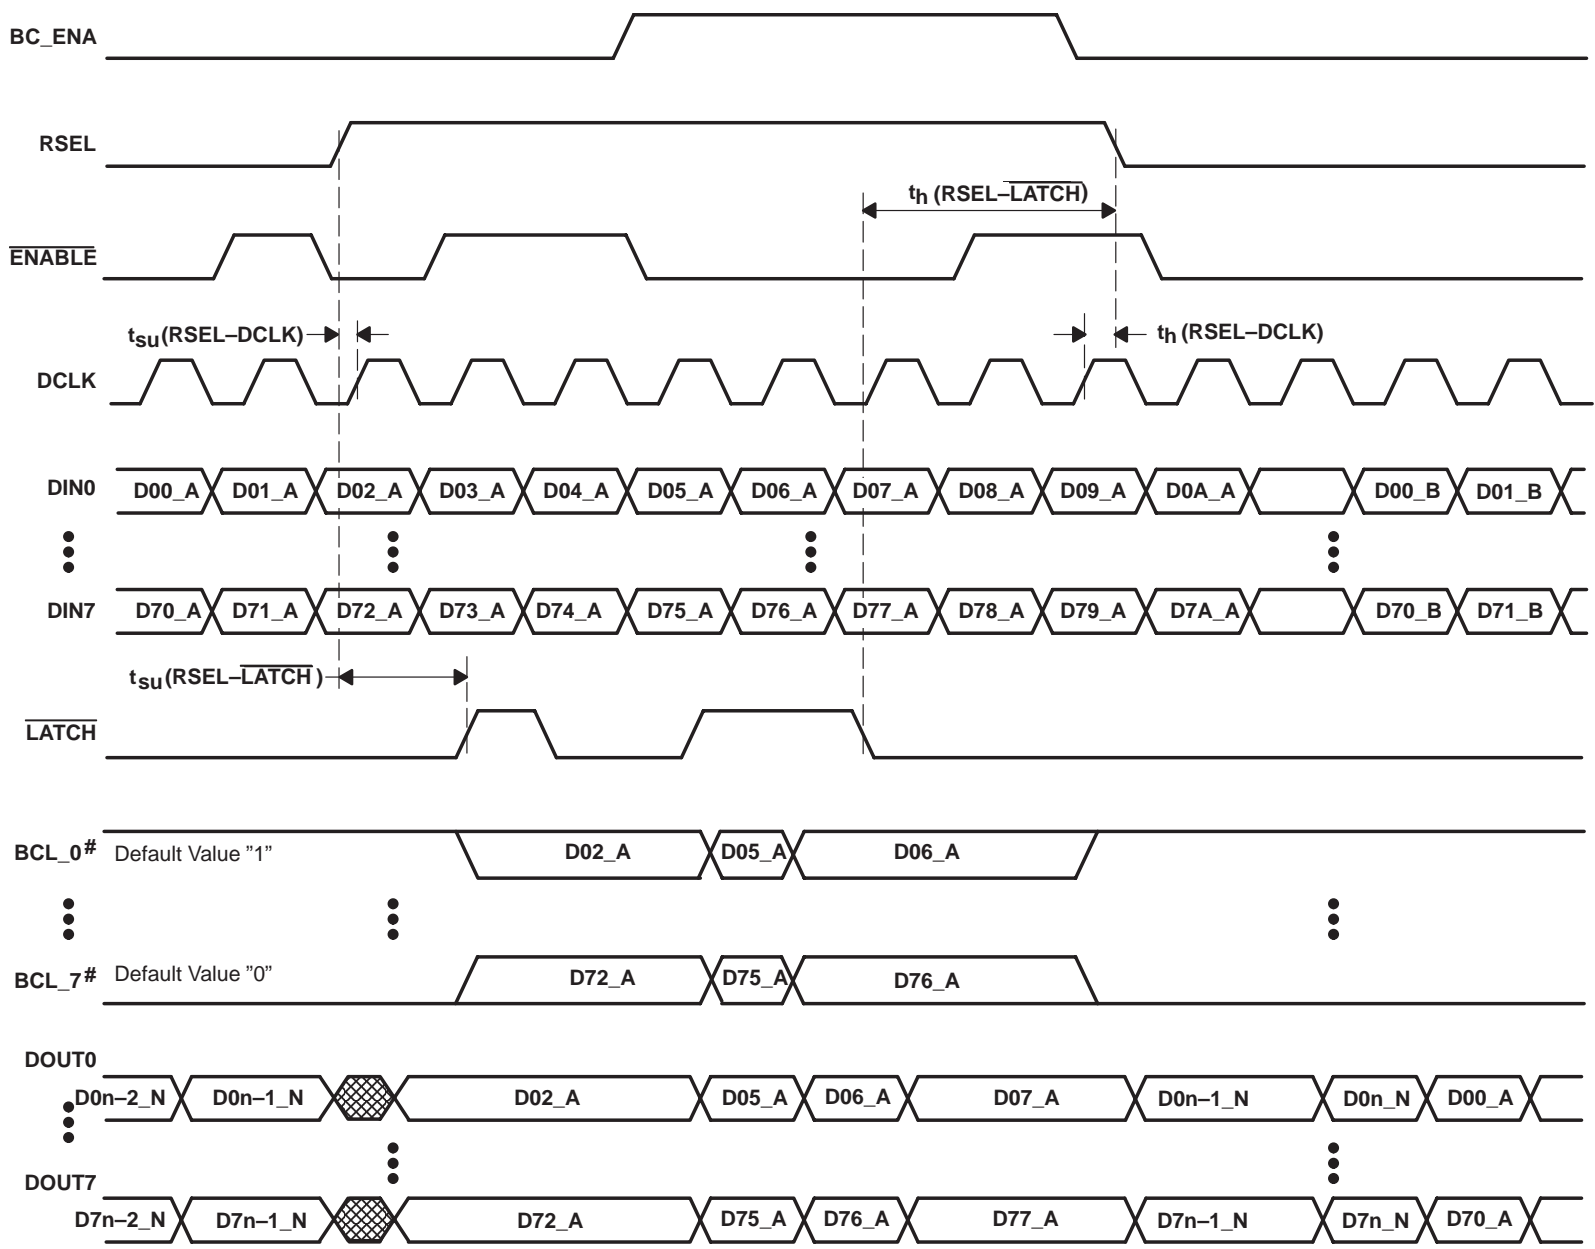 BC_ENA
RSEL
th (RSEL–LATCH)
ENABLE
tsu(RSEL–DCLK)
th (RSEL–DCLK)
DCLK
DIN0 D00_A D01_A D02_A D03_A D04_A D05_A D06_A D07_A D08_A D09_A D0A_A D00_B D01_B
DIN7 D70_A D71_A D72_A D73_A D74_A D75_A D76_A D77_A D78_A D79_A D7A_A D70_B D71_B
tsu(RSEL–LATCH )
LATCH
BCL_0# Default Value ”1” D02_A D05_A D06_A
BCL_7# Default Value ”0” D72_A D75_A D76_A
DOUT0
D0n–2_N D0n–1_N D02_A D05_A D06_A D07_A D0n–1_N D0n_N D00_A
DOUT7
D7n–2_N D7n–1_N D72_A D75_A D76_A D77_A D7n–1_N D7n_N D70_A